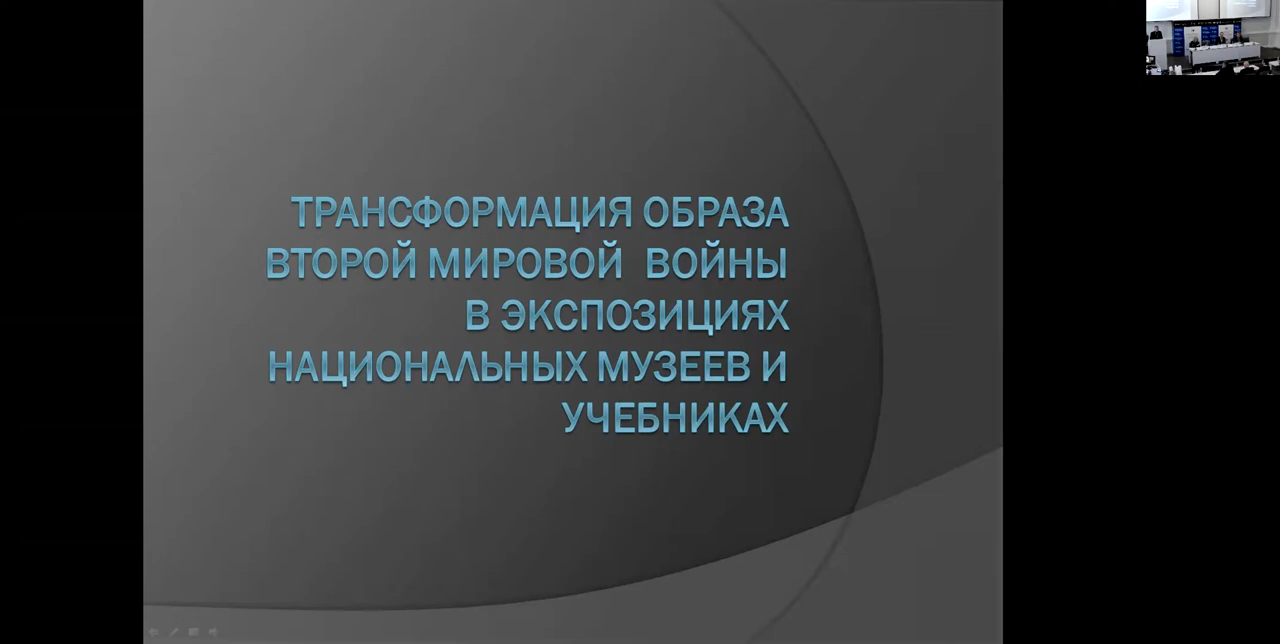 ТРАНСФОРМАЦИЯ ОБРАЗА
ВТОРОЙ МИРОВОЙ ВОЙНЫ
В ЭКСПОЗИЦИЯХ
НАЦИОНАЛЬНЫХ МУЗЕЕВ И
УЧЕБНИКАХ